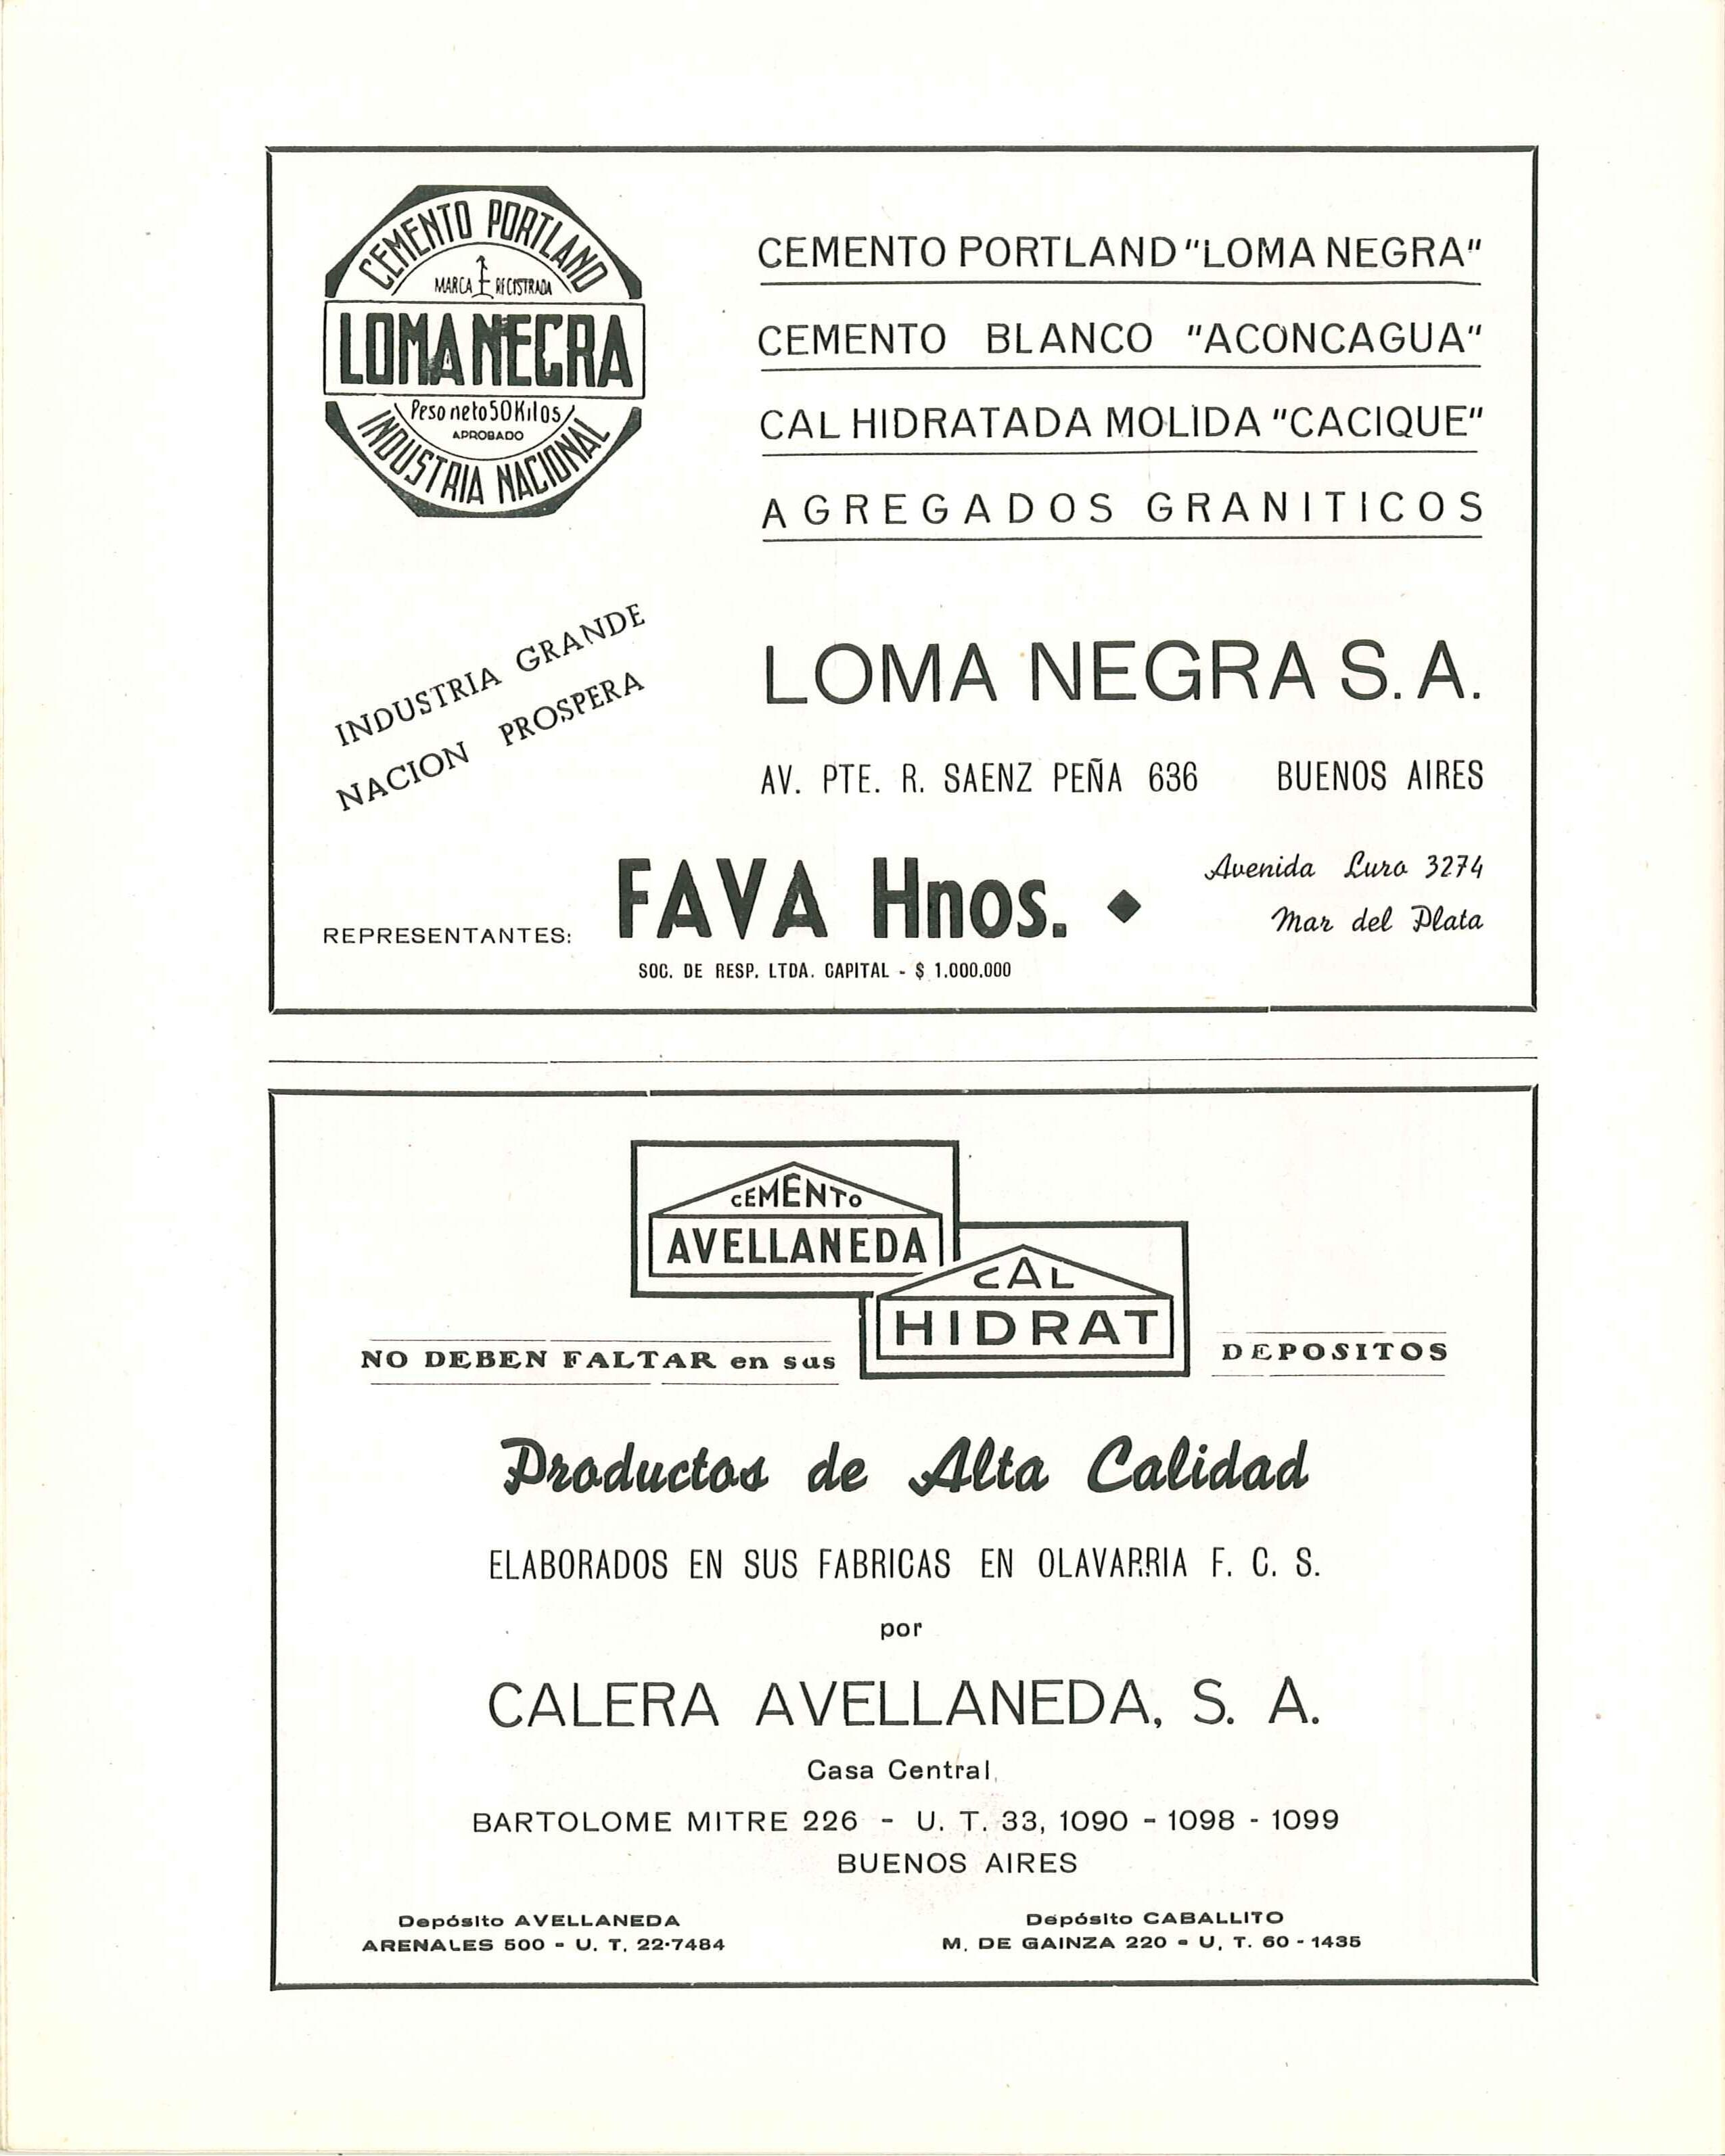 CEMENTO PORTLAND
MARCA REGISTRADA
LOMA NEGRA
Peso neto 50 Kilos
APROBADO
INDUSTRIA NACIONAL
CEMENTO PORTLAND "LOMA NEGRA"
CEMENTO BLANCO "ACONCAGUA"
CAL HIDRATADA MOLIDA "CACIQUE"
AGREGADOS GRANITICOS
INDUSTRIA GRANDE
NACION PROSPERA
LOMA NEGRA S. A.
AV. PTE. R. SAENZ PEÑA 636 BUENOS AIRES
REPRESENTANTES:
FAVA Hnos.
SOC. DE RESP. LTDA. CAPITAL - $ 1.000.000
Avenida Luro 3274
Mar del Plata
CEMENTO
AVELLANEDA
CAL
HIDRAT
NO DEBEN FALTAR en sus
DEPOSITOS
Productos de Alta Calidad
ELABORADOS EN SUS FABRICAS EN OLAVARRIA F. C. S.
por
CALERA AVELLANEDA, S. A.
Casa Central
BARTOLOME MITRE 226 - U. T. 33, 1090 - 1098 - 1099
BUENOS AIRES
Depósito AVELLANEDA
ARENALES 500 - U. T. 22-7484
Depósito CABALLITO
M. DE GAINZA 220 - U. T. 60 - 1435